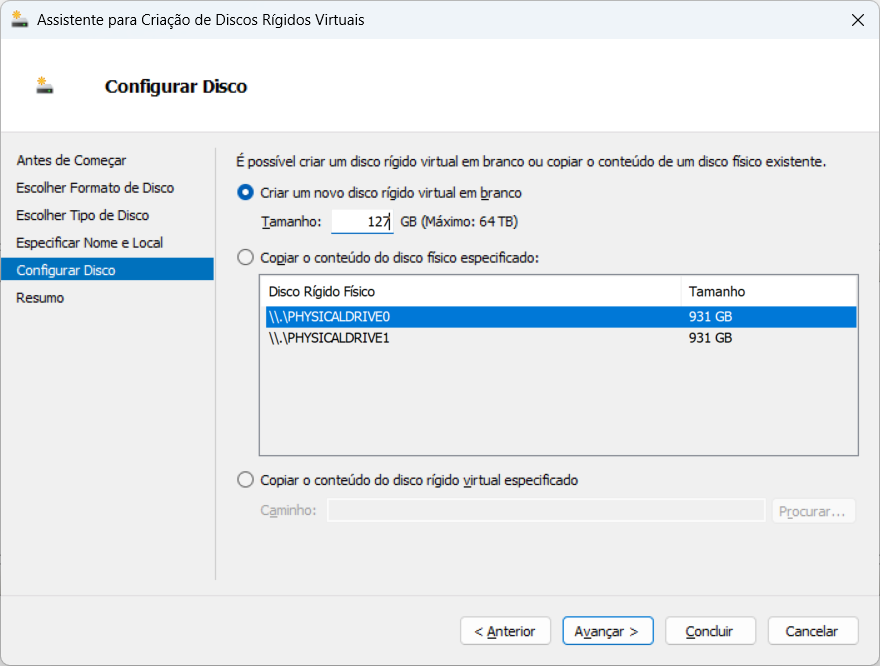 Assistente para Criação de Discos Rígidos Virtuais
Configurar Disco
Antes de Começar
Escolher Formato de Disco
Escolher Tipo de Disco
Especificar Nome e Local
Configurar Disco
Resumo
É possível criar um disco rígido virtual em branco ou copiar o conteúdo de um disco físico existente.
Criar um novo disco rígido virtual em branco
Tamanho: 127 GB (Máximo: 64 TB)
Copiar o conteúdo do disco físico especificado:
Disco Rígido Físico Tamanho
\\.\PHYSICALDRIVE0 931 GB
\\.\PHYSICALDRIVE1 931 GB
Copiar o conteúdo do disco rígido virtual especificado
Caminho: Procurar...
< Anterior Avançar > Concluir Cancelar